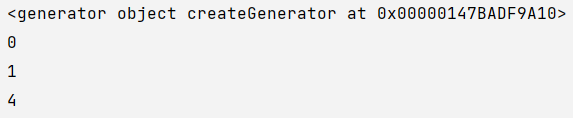 <generator object createGenerator at 0x00000147BADF9A10>
0
1
4